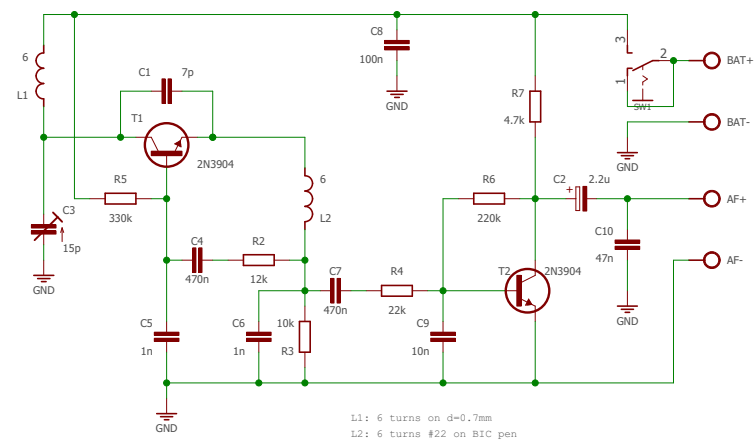 C8
100n
3
2
1
SW1
BAT+
6
L1
C1
7p
T1
2N3904
R7
4.7k
BAT-
GND
GND
R5
330k
6
L2
R6
220k
C2
+
2.2u
AF+
C3
15p
GND
C10
47n
C4
470n
R2
12k
C7
470n
R4
22k
T2
2N3904
AF-
GND
C5
1n
C6
1n
10k
R3
C9
10n
GND
L1: 6 turns on d=0.7mm
L2: 6 turns #22 on BIC pen